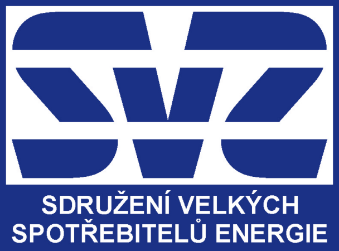 SVZ
SDRUŽENÍ VELKÝCH
SPOTŘEBITELŮ ENERGIE